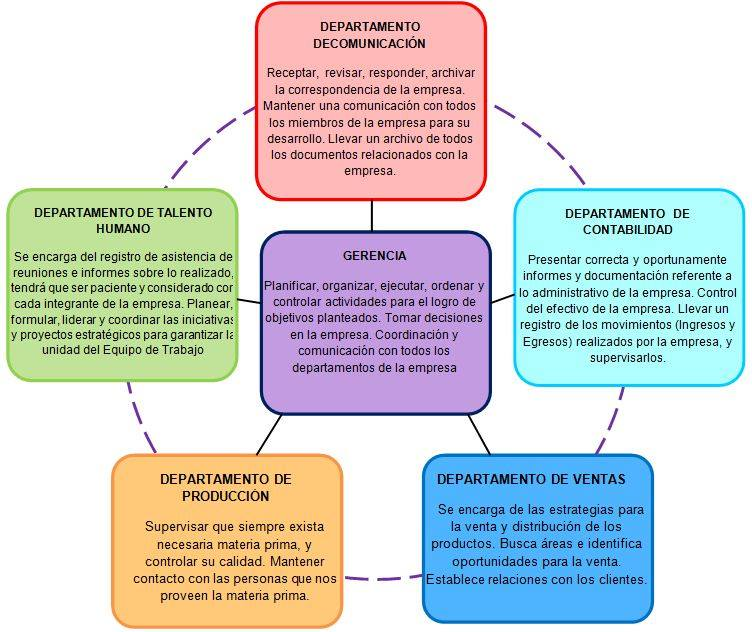 DEPARTAMENTO
DECOMUNICACIÓN
Receptar, revisar, responder, archivar
la correspondencia de la empresa.
Mantener una comunicación con todos
los miembros de la empresa para su
desarrollo. Llevar un archivo de todos
los documentos relacionados con la
empresa.
DEPARTAMENTO DE TALENTO
HUMANO
Se encarga del registro de asistencia de
reuniones e informes sobre lo realizado,
tendrá que ser paciente y considerado con
cada integrante de la empresa. Planear,
formular, liderar y coordinar las iniciativas
y proyectos estratégicos para garantizar la
unidad del Equipo de Trabajo
GERENCIA
Planificar, organizar, ejecutar, ordenar y
controlar actividades para el logro de
objetivos planteados. Tomar decisiones
en la empresa. Coordinación y
comunicación con todos los
departamentos de la empresa
DEPARTAMENTO DE
CONTABILIDAD
Presentar correcta y oportunamente
informes y documentación referente a
lo administrativo de la empresa. Control
del efectivo de la empresa. Llevar un
registro de los movimientos (Ingresos y
Egresos) realizados por la empresa, y
supervisarlos.
DEPARTAMENTO DE
PRODUCCIÓN
Supervisar que siempre exista
necesaria materia prima, y
controlar su calidad. Mantener
contacto con las personas que nos
proveen la materia prima.
DEPARTAMENTO DE VENTAS
Se encarga de las estrategias para
la venta y distribución de los
productos. Busca áreas e identifica
oportunidades para la venta.
Establece relaciones con los clientes.